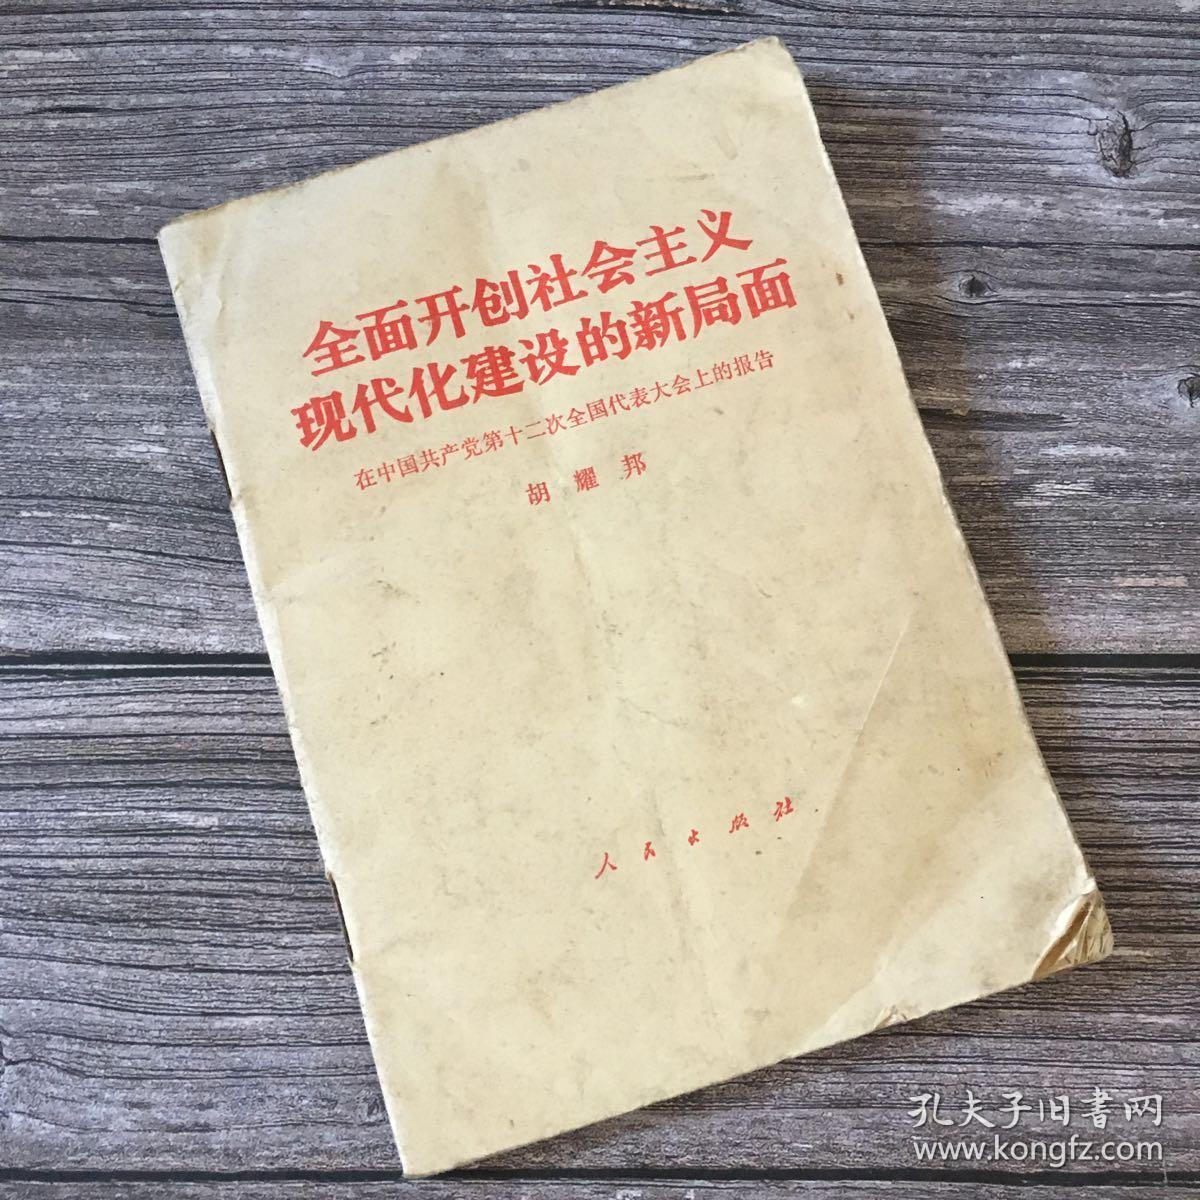 全面开创社会主义
现代化建设的新局面
在中国共产党第十二次全国代表大会上的报告
胡耀邦
人民出版社
孔夫子旧書网
www.kongfz.com